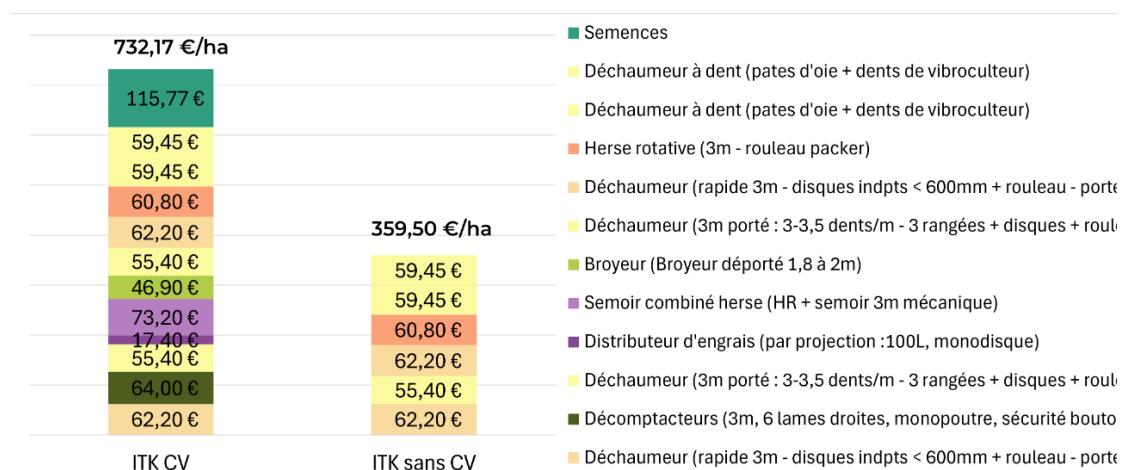 732,17 €/ha
115,77 €
59,45 €
59,45 €
60,80 €
62,20 €
55,40 €
46,90 €
73,20 €
17,40 €
55,40 €
64,00 €
62,20 €
ITK CV
359,50 €/ha
59,45 €
59,45 €
60,80 €
62,20 €
55,40 €
62,20 €
ITK sans CV
Semences
Déchaumeur à dent (pates d'oie + dents de vibroculteur)
Déchaumeur à dent (pates d'oie + dents de vibroculteur)
Herse rotative (3m - rouleau packer)
Déchaumeur (rapide 3m - disques indpts < 600mm + rouleau - porte
Déchaumeur (3m porté : 3-3,5 dents/m - 3 rangées + disques + roule
Broyeur (Broyeur déporté 1,8 à 2m)
Semoir combiné herse (HR + semoir 3m mécanique)
Distributeur d'engrais (par projection :100L, monodisque)
Déchaumeur (3m porté : 3-3,5 dents/m - 3 rangées + disques + roule
Décomptacteurs (3m, 6 lames droites, monopoutre, sécurité bouto
Déchaumeur (rapide 3m - disques indpts < 600mm + rouleau - porte